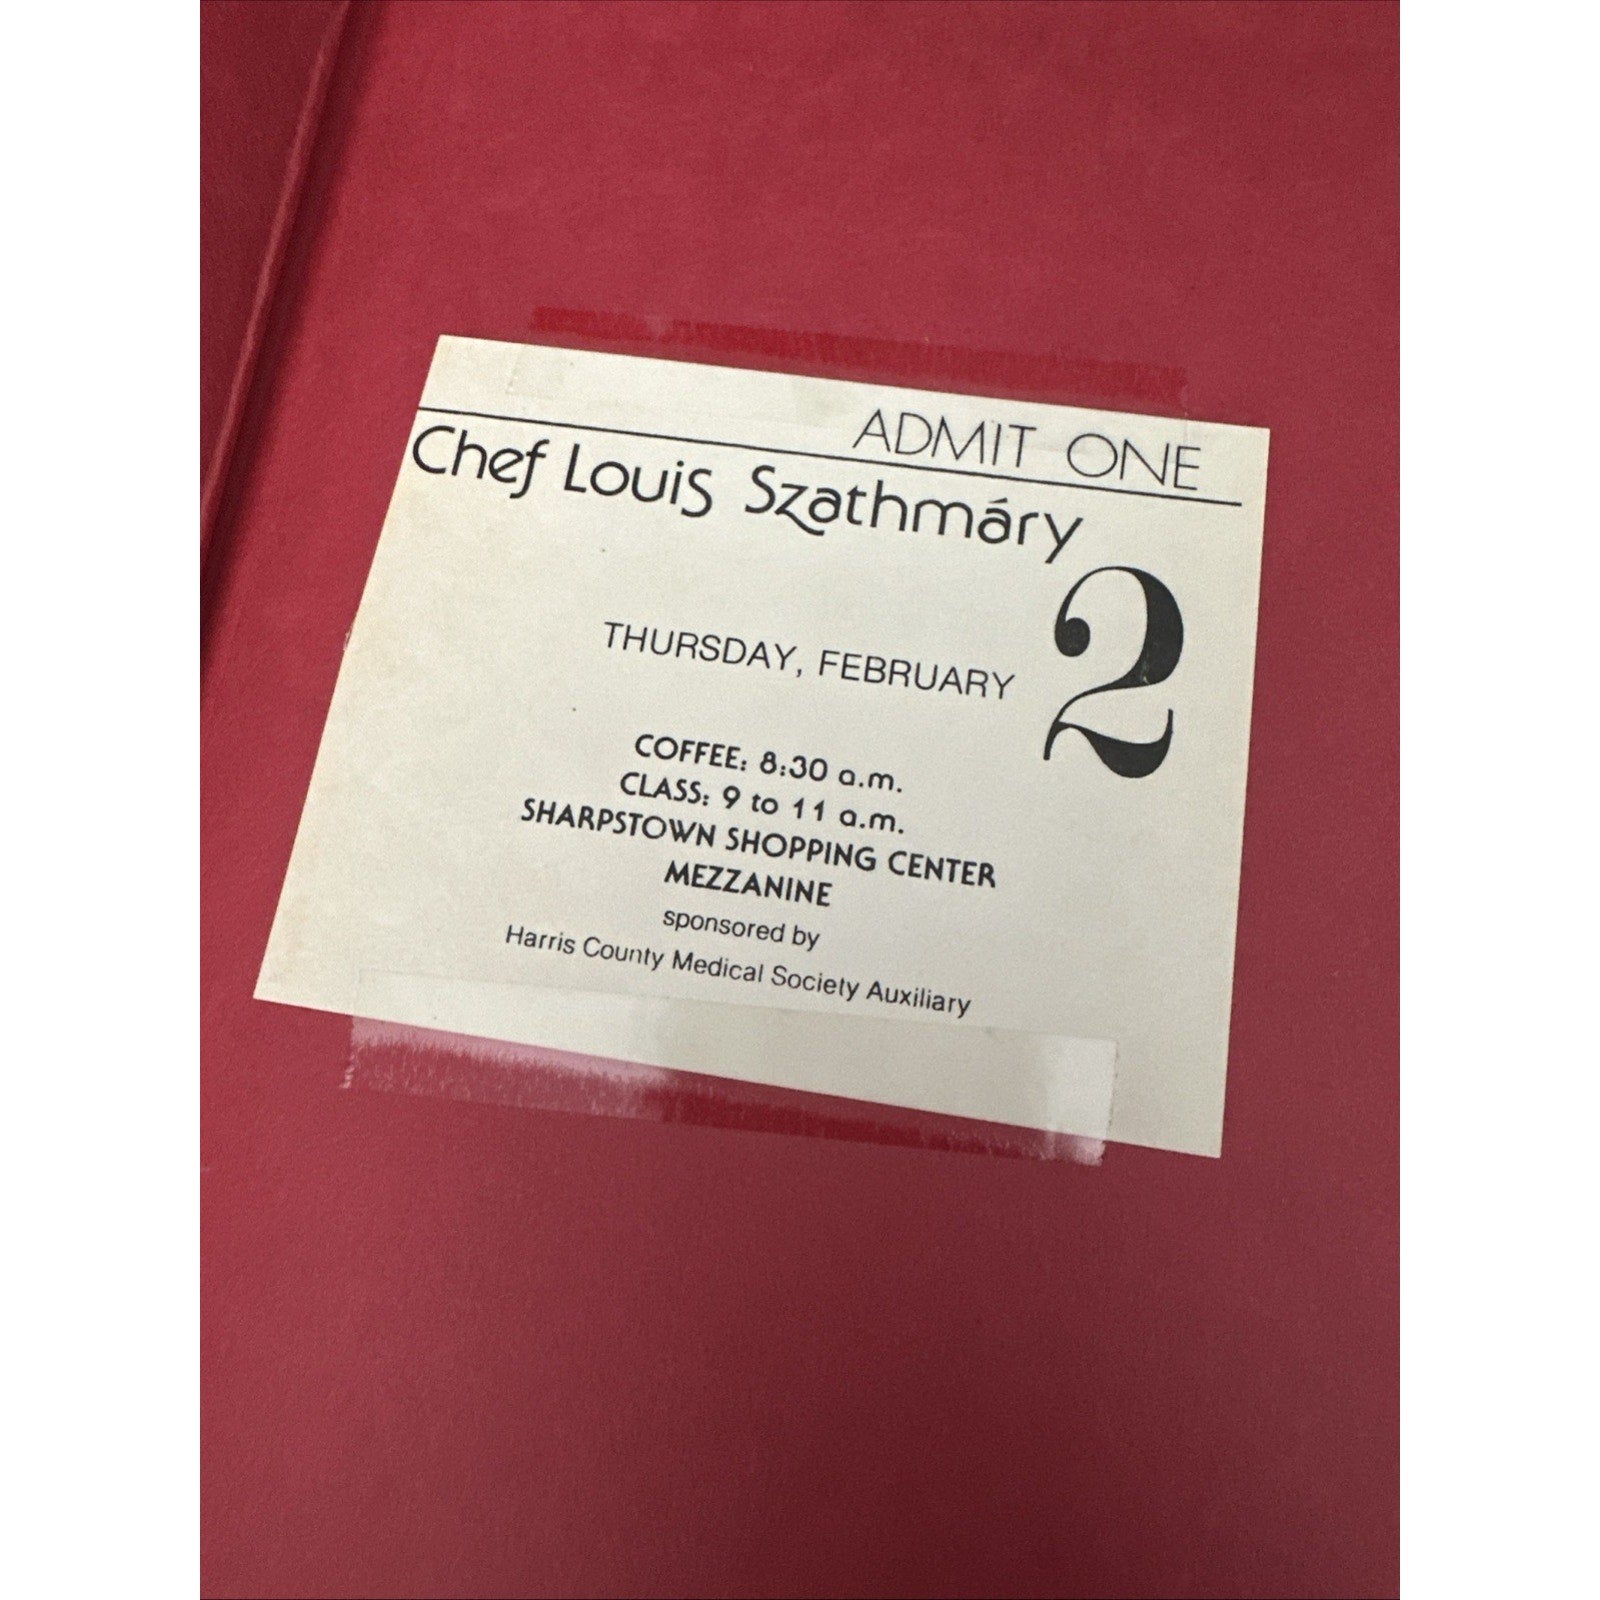 ADMIT ONE
Chef Louis Szathmáry
THURSDAY, FEBRUARY 2
COFFEE: 8:30 a.m.
CLASS: 9 to 11 a.m.
SHARPSTOWN SHOPPING CENTER
MEZZANINE
sponsored by
Harris County Medical Society Auxiliary